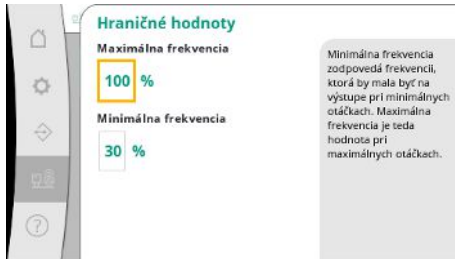 Hraničné hodnoty
Maximálna frekvencia
100 %
Minimálna frekvencia
30 %
Minimálna frekvencia
zodpovedá frekvencii,
ktorá by mala byť na
výstupe pri minimálnych
otáčkach. Maximálna
frekvencia je teda
hodnota pri
maximálnych otáčkach.
?